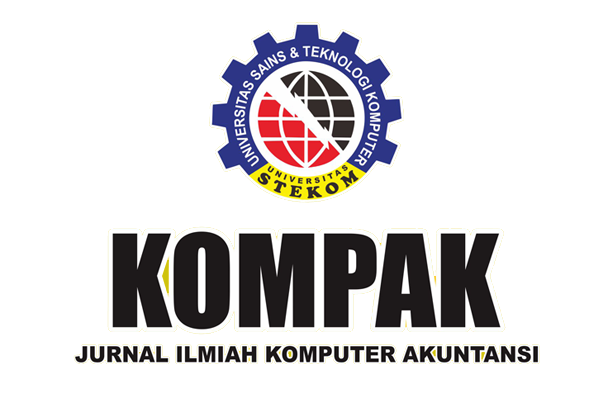 UNIVERSITAS SAINS & TEKNOLOGI KOMPUTER
UNIVERSITAS
STEKOM
KOMPAK
JURNAL ILMIAH KOMPUTER AKUNTANSI